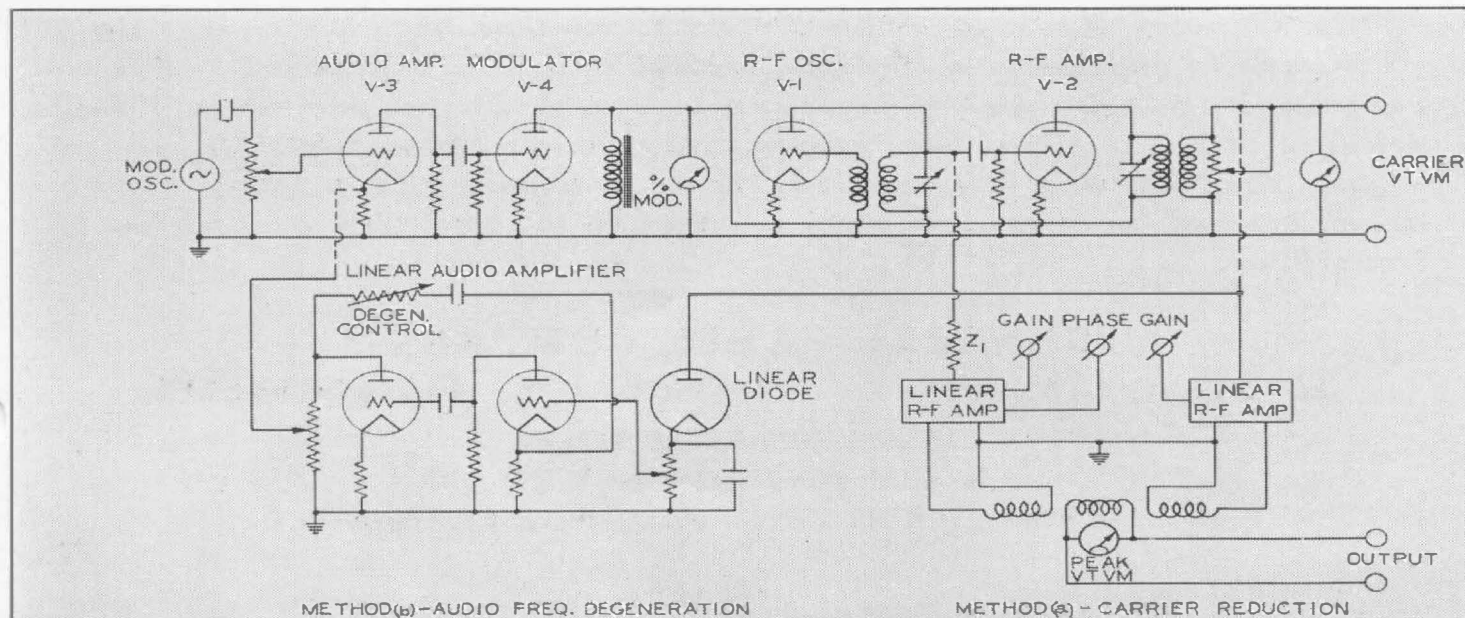 AUDIO AMP. MODULATOR
V-3
V-4
R-F OSC.
V-1
R-F AMP.
V-2
MOD.
OSC.
%
MOD.
CARRIER
VTVM
LINEAR AUDIO AMPLIFIER
DEGEN.
CONTROL
LINEAR
DIODE
Z1
GAIN PHASE GAIN
LINEAR
R-F AMP
LINEAR
R-F AMP
PEAK
VTVM
OUTPUT
METHOD(b)-AUDIO FREQ. DEGENERATION
METHOD(a)-CARRIER REDUCTION